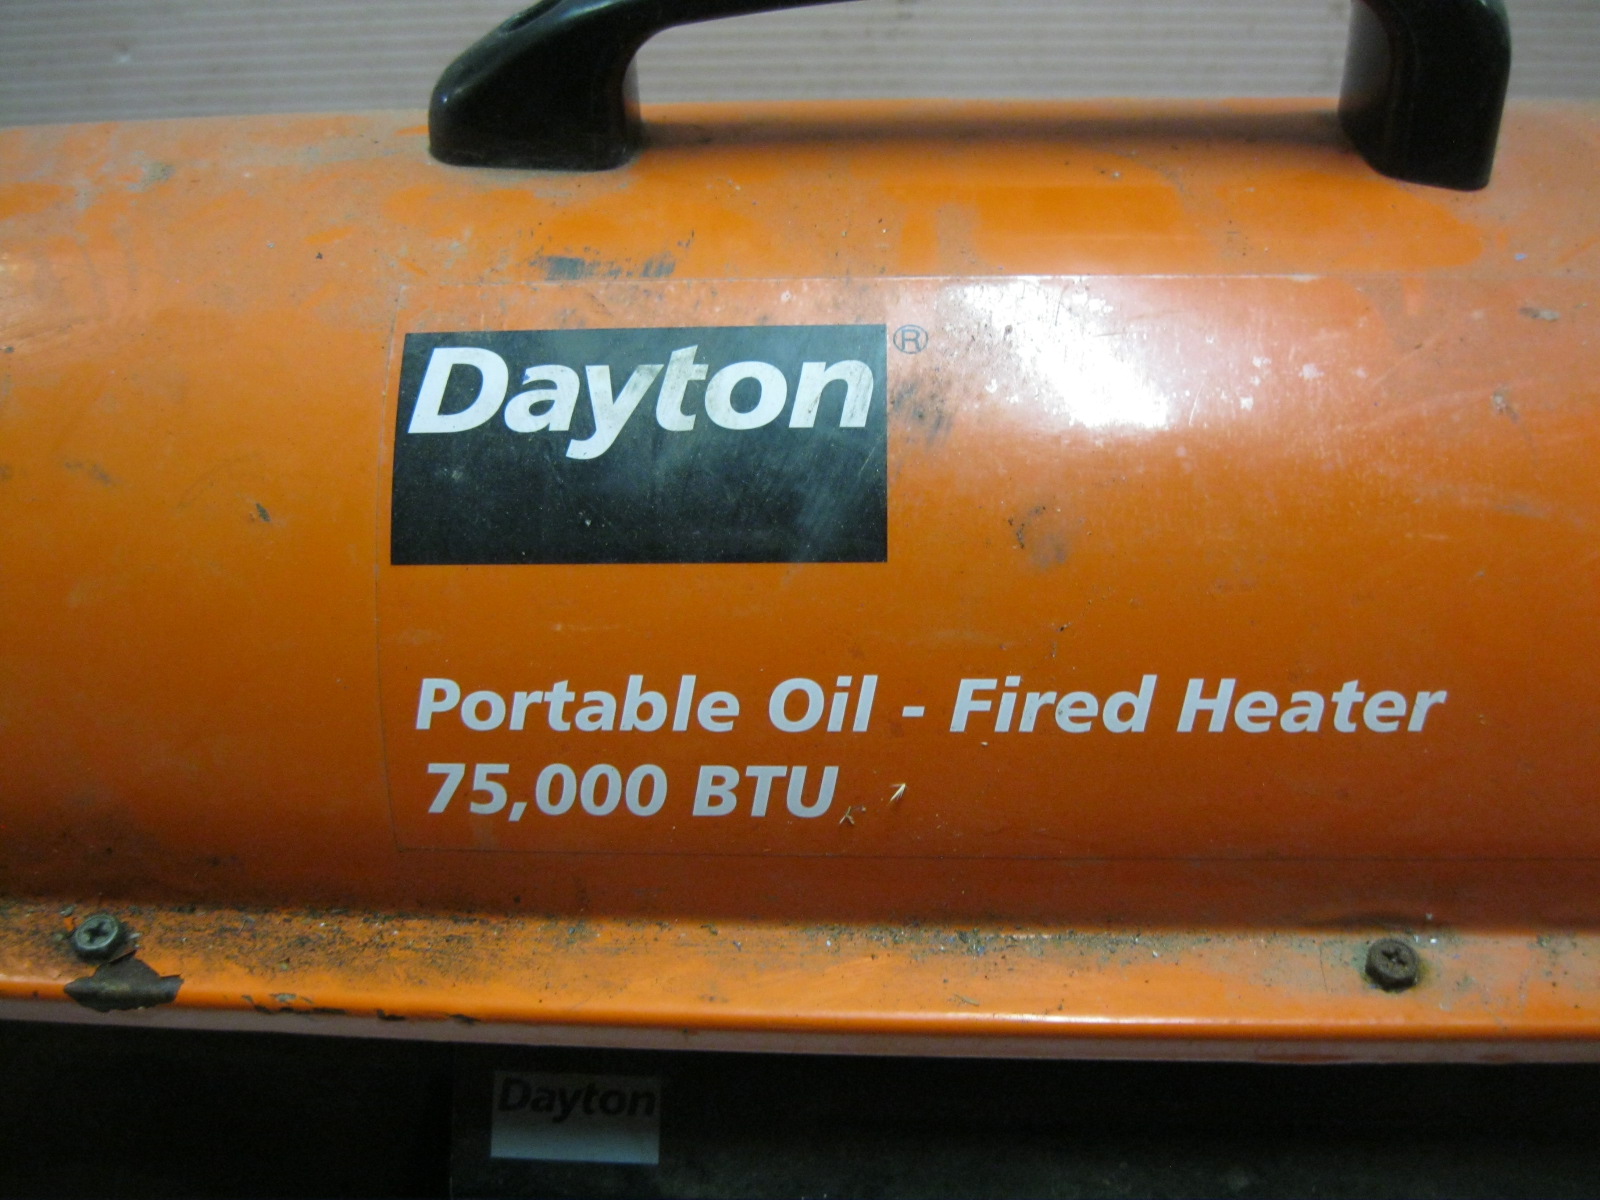 Dayton®
Portable Oil - Fired Heater
75,000 BTU
Dayton